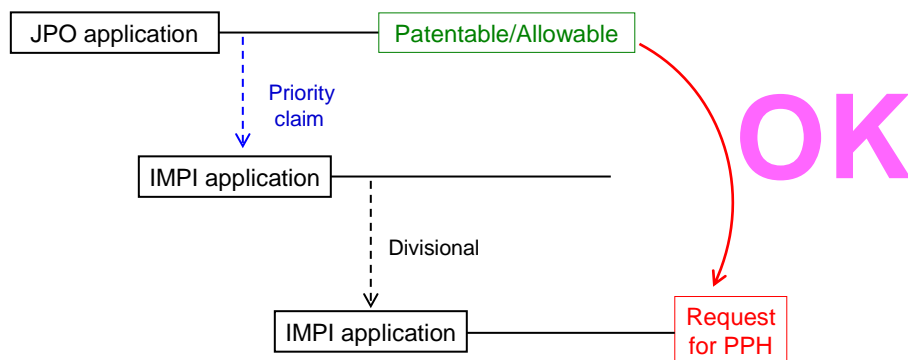 JPO application
Patentable/Allowable
Priority
claim
OK
IMPI application
Divisional
IMPI application
Request
for PPH